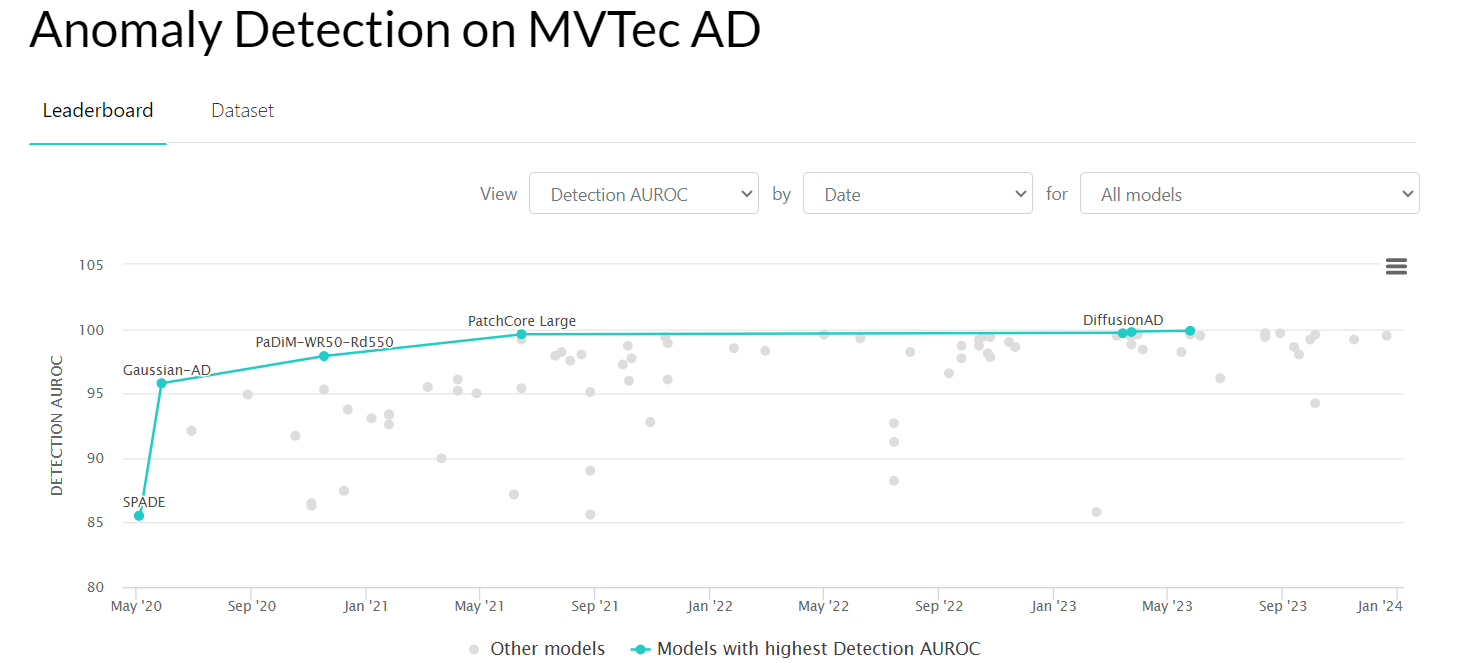 Anomaly Detection on MVTec AD
Leaderboard Dataset
View Detection AUROC by Date for All models
105
100
95
90
85
80
DETECTION AUROC
SPADE
Gaussian-AD
PaDiM-WR50-Rd550
PatchCore Large
DiffusionAD
May '20 Sep '20 Jan '21 May '21 Sep '21 Jan '22 May '22 Sep '22 Jan '23 May '23 Sep '23 Jan '24
Other models Models with highest Detection AUROC